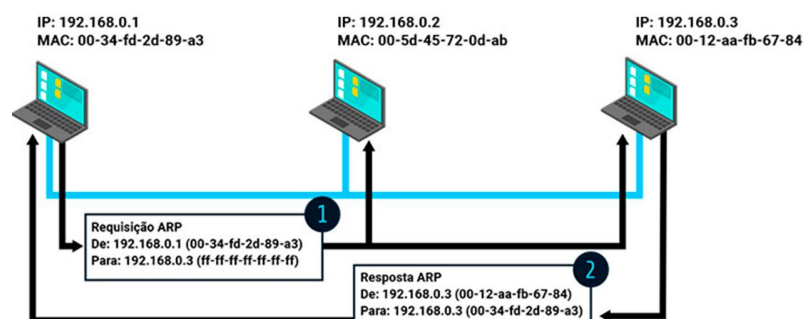 IP: 192.168.0.1
MAC: 00-34-fd-2d-89-a3
IP: 192.168.0.2
MAC: 00-5d-45-72-0d-ab
IP: 192.168.0.3
MAC: 00-12-aa-fb-67-84
1
Requisição ARP
De: 192.168.0.1 (00-34-fd-2d-89-a3)
Para: 192.168.0.3 (ff-ff-ff-ff-ff-ff-ff)
2
Resposta ARP
De: 192.168.0.3 (00-12-aa-fb-67-84)
Para: 192.168.0.3 (00-34-fd-2d-89-a3)